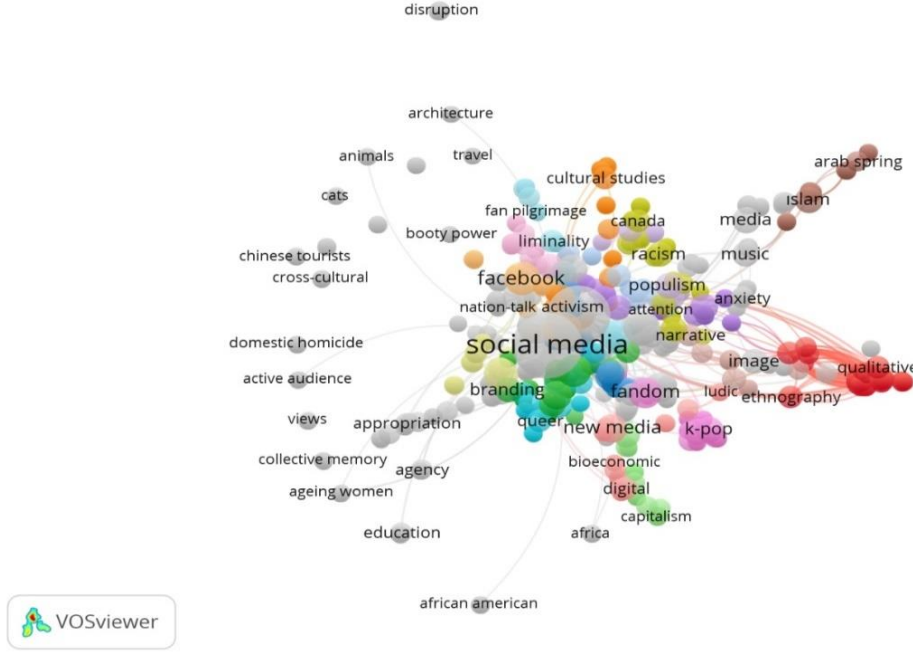 disruption
architecture
animals
travel
arab spring
cultural studies
cats
islam
fan pilgrimage
canada
media
booty power
liminality
chinese tourists
racism
music
cross-cultural
facebook
populism
anxiety
nation-talk activism
attention
narrative
domestic homicide
social media
image
qualitative
active audience
branding
fandom
ludic
ethnography
views
appropriation
queer
new media
k-pop
collective memory
agency
bioeconomic
ageing women
digital
capitalism
education
africa
african american
VOSviewer